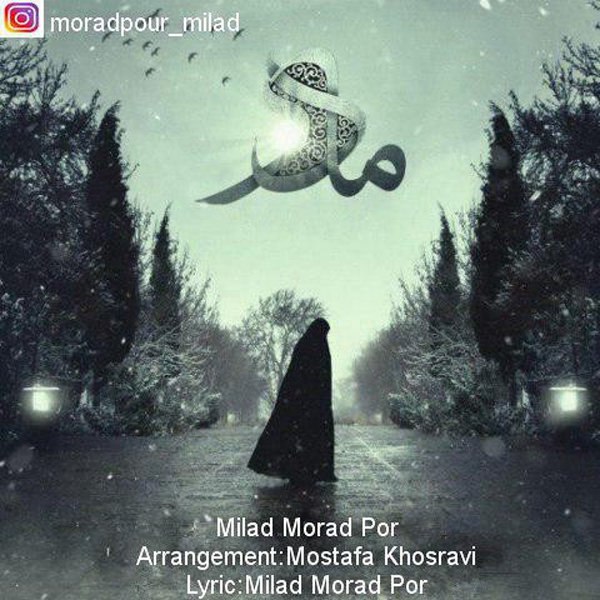 moradpour_milad
مادر
Milad Morad Por
Arrangement:Mostafa Khosravi
Lyric:Milad Morad Por